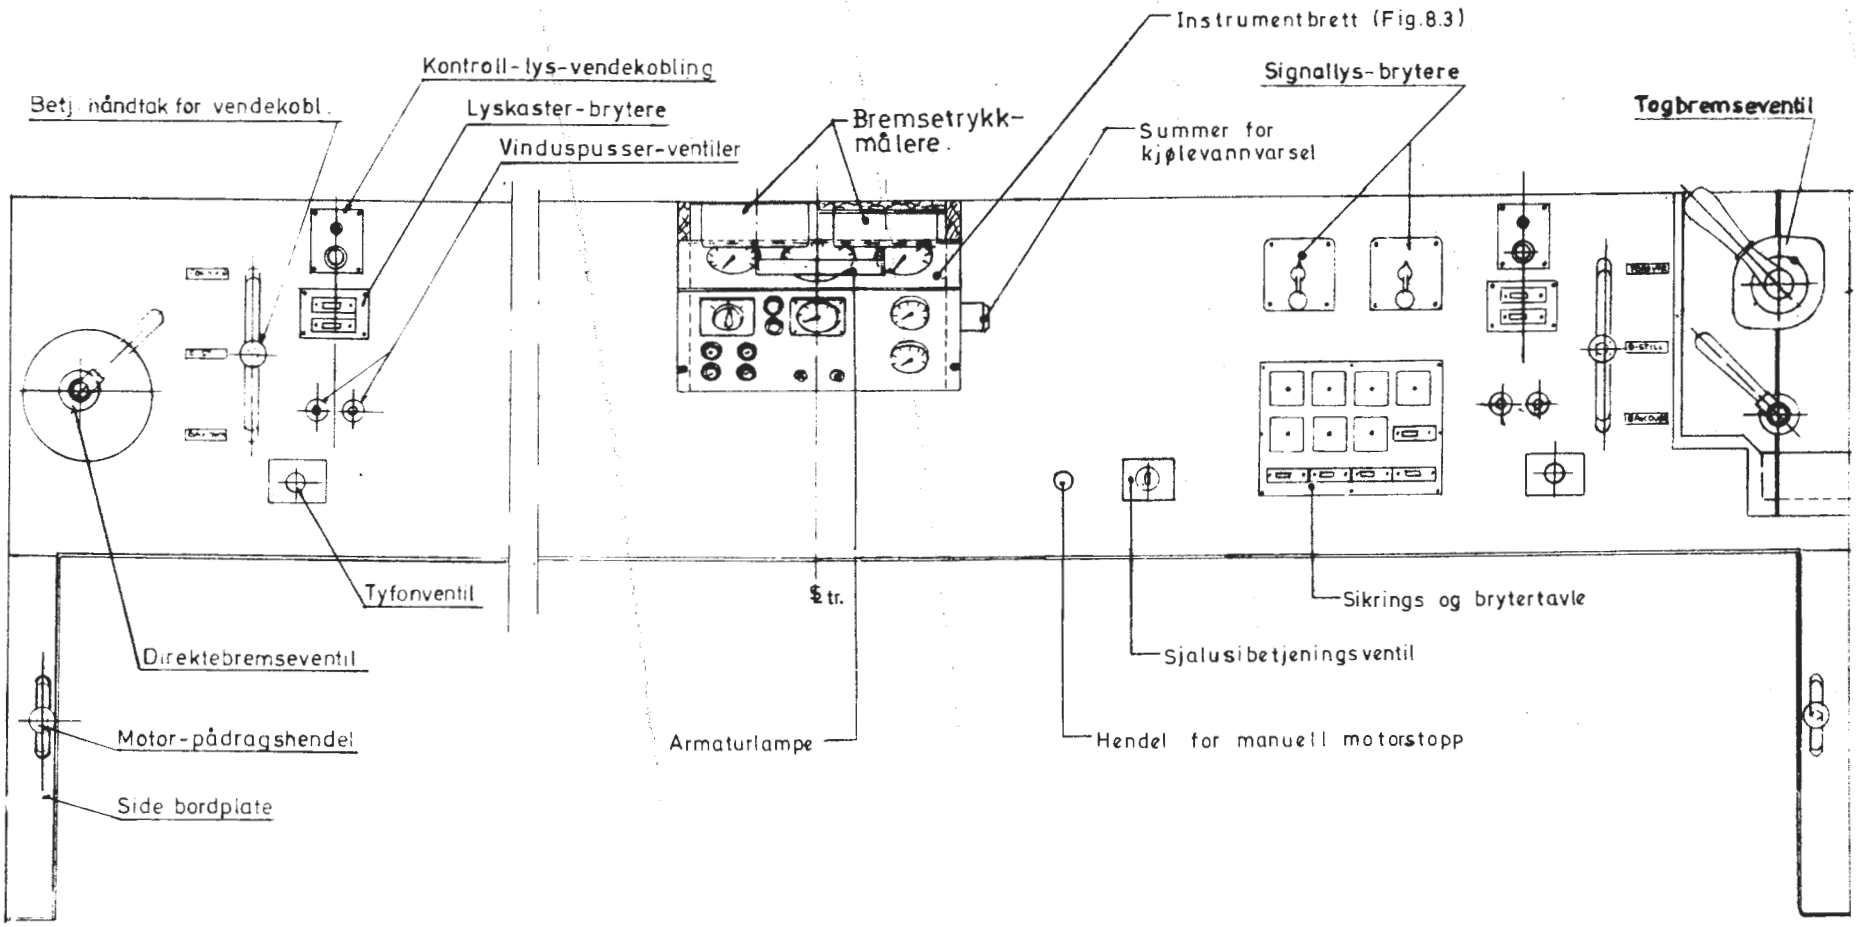 Instrumentbrett (Fig.8.3)
Kontroll-lys-vendekobling
Signallys-brytere
Betj. håndtak for vendekobl.
Lyskaster-brytere
Togbremseventil
Bremsetrykk-
målere.
Summer for
kjølevannvarsel
Vinduspusser-ventiler
0-STILL
tr.
Tyfonventil
Sikrings og brytertavle
Direktebremseventil
Sjalusibetjeningsventil
Motor-pådragshendel
Armaturlampe
Hendel for manuell motorstopp
Side bordplate